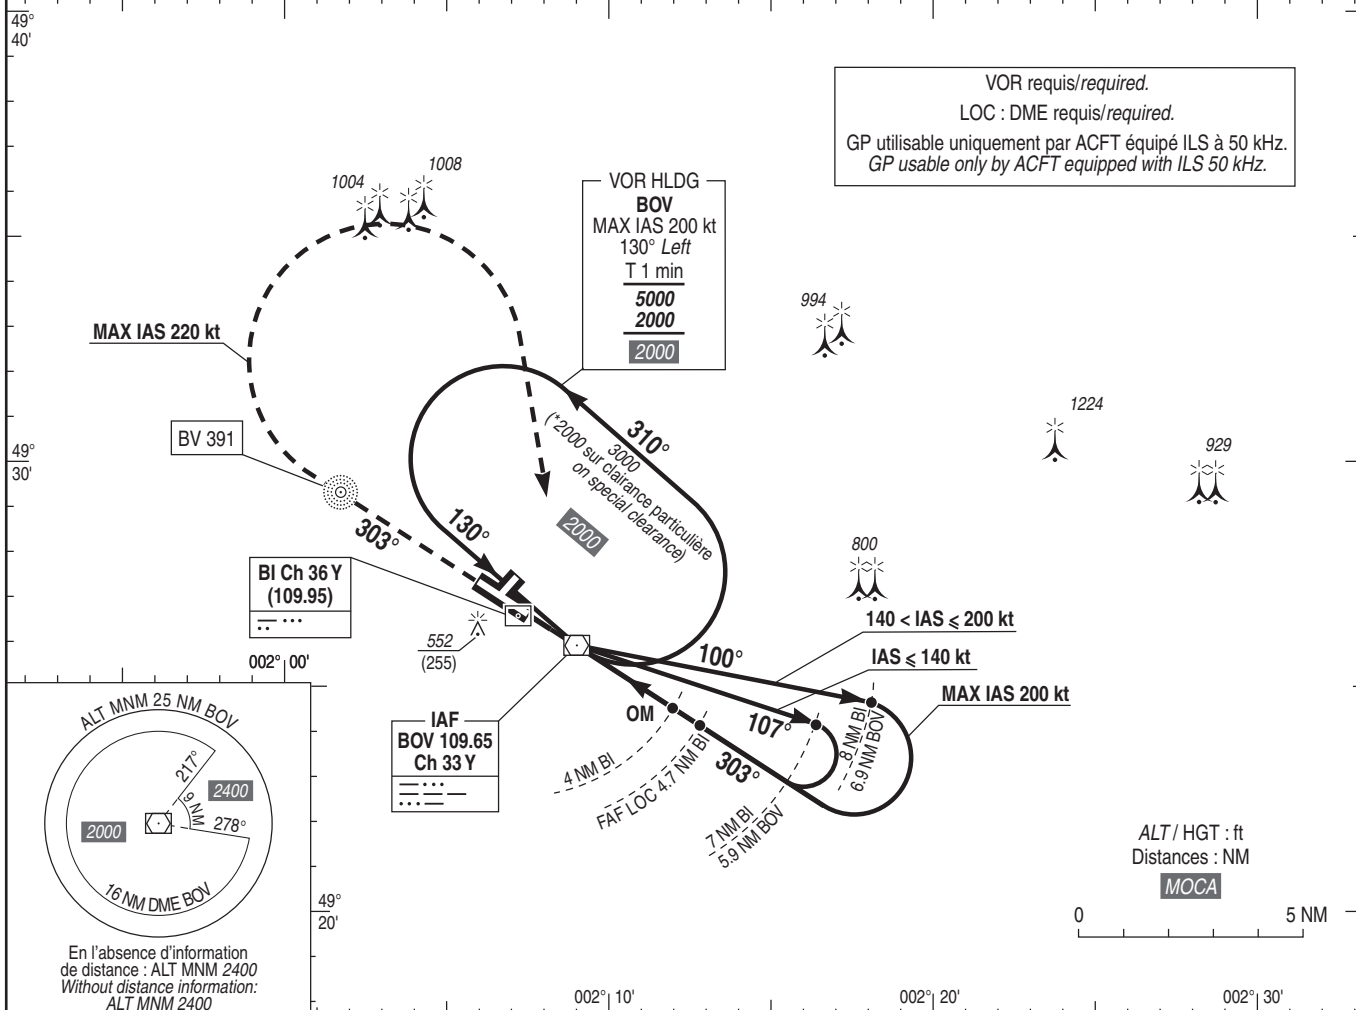 49°
40'
VOR requis/required.
LOC : DME requis/required.
GP utilisable uniquement par ACFT équipé ILS à 50 kHz.
GP usable only by ACFT equipped with ILS 50 kHz.
1004
1008
VOR HLDG
BOV
MAX IAS 200 kt
130° Left
T 1 min
5000
2000
2000
994
MAX IAS 220 kt
1224
929
BV 391
49°
30'
310°
3000
(*2000 sur clairance particulière
on special clearance)
2000
130°
303°
800
BI Ch 36 Y
(109.95)
552
(255)
002° 00'
140 < IAS ⩽ 200 kt
IAS ⩽ 140 kt
MAX IAS 200 kt
100°
107°
303°
OM
IAF
BOV 109.65
Ch 33 Y
4 NM BI
FAF LOC 4.7 NM BI
7 NM BI
5.9 NM BOV
8 NM BI
6.9 NM BOV
ALT MNM 25 NM BOV
217°
2400
9 NM
278°
2000
16 NM DME BOV
En l'absence d'information
de distance : ALT MNM 2400
Without distance information:
ALT MNM 2400
49°
20'
ALT / HGT : ft
Distances : NM
MOCA
0
5 NM
002° 10'
002° 20'
002° 30'